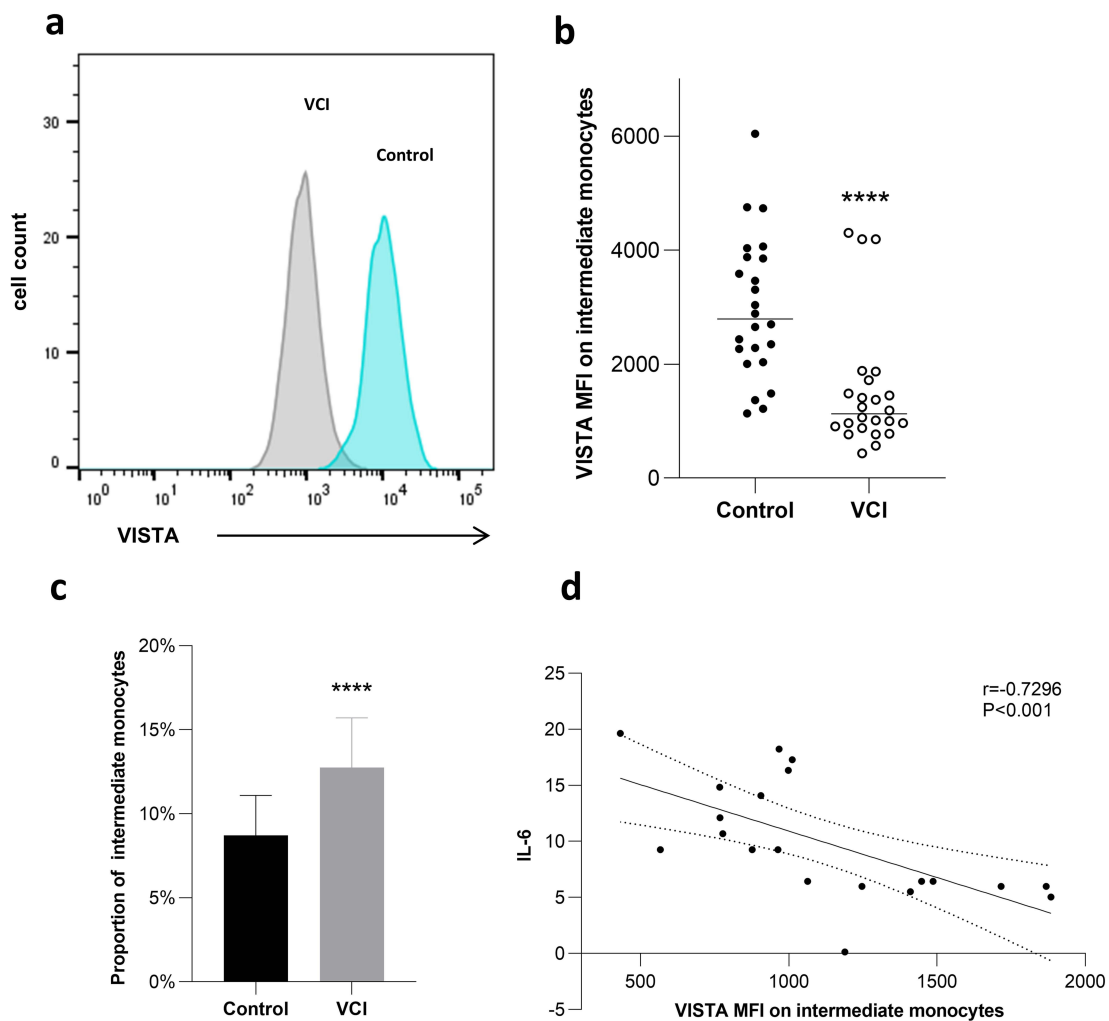 a
VCI
Control
cell count
30
20
10
0
10^0 10^1 10^2 10^3 10^4 10^5
VISTA
b
VISTA MFI on intermediate monocytes
6000
4000
2000
0
****
Control VCI
c
Proportion of intermediate monocytes
20%
15%
10%
5%
0%
****
Control VCI
d
IL-6
25
20
15
10
5
0
-5
r=-0.7296
P<0.001
500 1000 1500 2000
VISTA MFI on intermediate monocytes